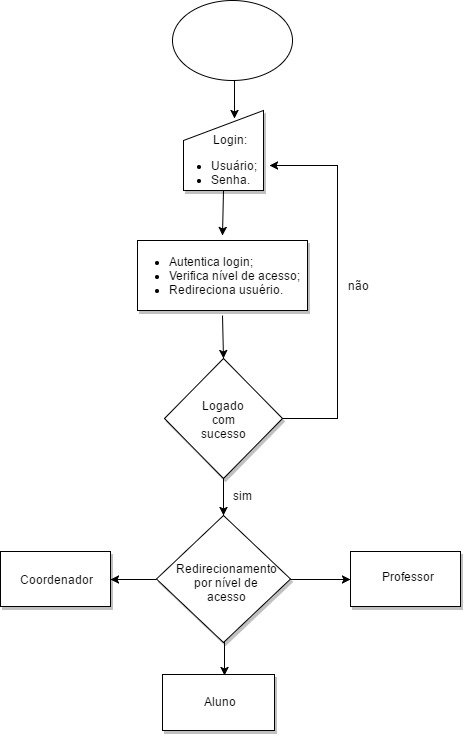 Login:
• Usuário;
• Senha.
• Autentica login;
• Verifica nível de acesso;
• Redireciona usuério.
não
Logado
com
sucesso
sim
Redirecionamento
por nível de
acesso
Coordenador
Professor
Aluno